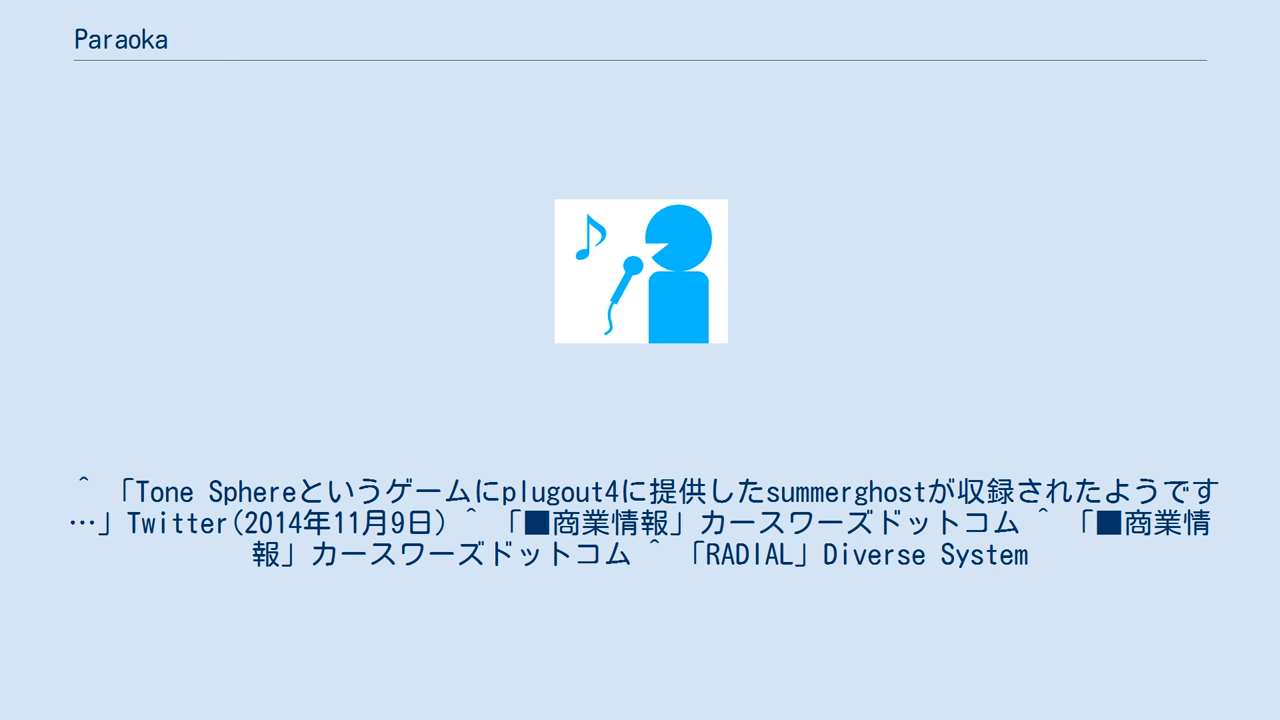 Paraoka
^ 「Tone Sphereというゲームにplugout4に提供したsummerghostが収録されたようです
…」Twitter(2014年11月9日) ^ 「■商業情報」カースワーズドットコム ^ 「■商業情
報」カースワーズドットコム ^ 「RADIAL」Diverse System